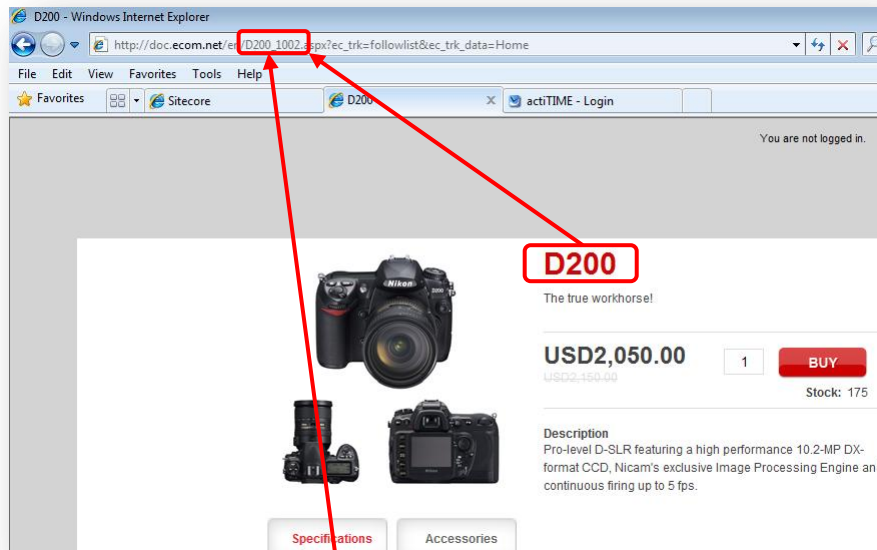 D200 - Windows Internet Explorer
http://doc.ecom.net/en/D200_1002.aspx?ec_trk=followlist&ec_trk_data=Home
File Edit View Favorites Tools Help
Favorites Sitecore D200 x actiTIME - Login
You are not logged in.
D200
The true workhorse!
USD2,050.00 1 BUY
USD2,150.00
Stock: 175
Nikon
D200
Description
Pro-level D-SLR featuring a high performance 10.2-MP DX-
format CCD, Nicam's exclusive Image Processing Engine an
continuous firing up to 5 fps.
Specifications Accessories